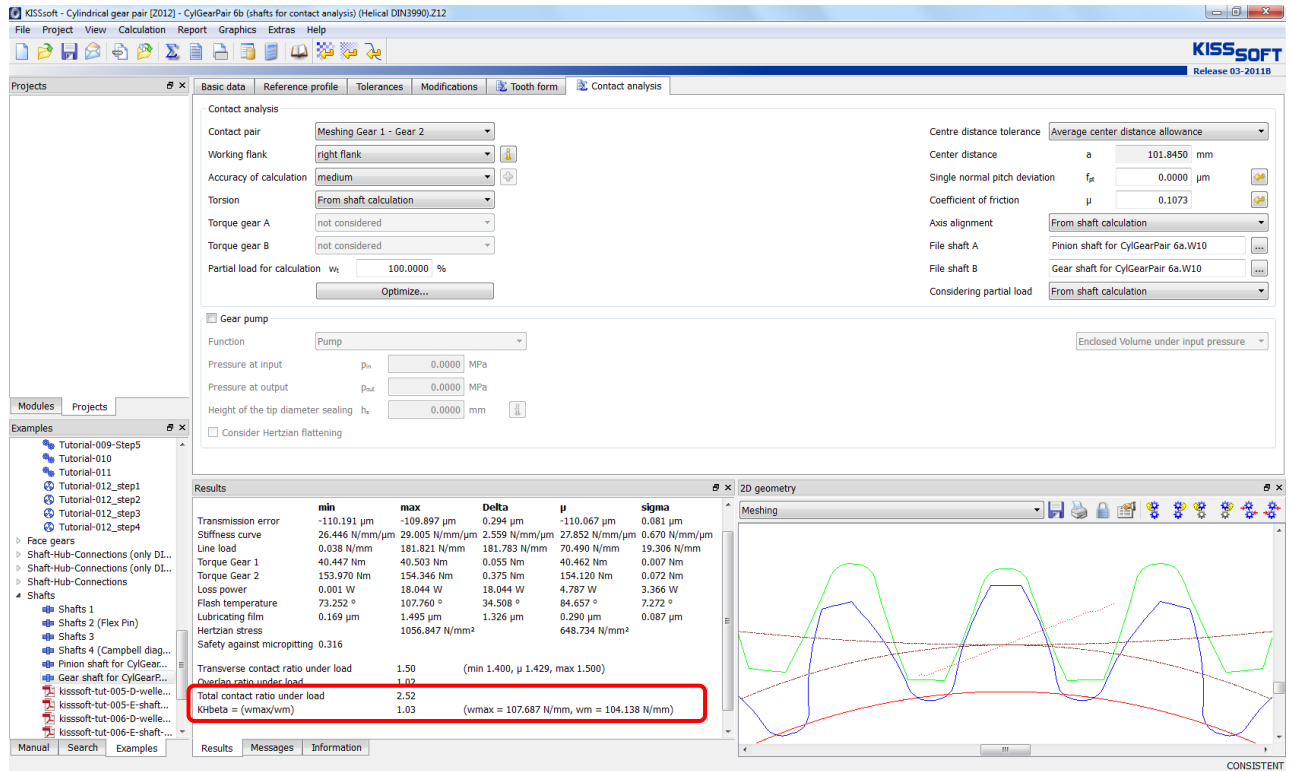 KISSsoft - Cylindrical gear pair [Z012] - CylGearPair 6b (shafts for contact analysis) (Helical DIN3990).Z12
File Project View Calculation Report Graphics Extras Help
KISSSOFT
Release 03-2011B
Projects
Basic data Reference profile Tolerances Modifications Tooth form Contact analysis
Contact analysis
Contact pair Meshing Gear 1 - Gear 2 Centre distance tolerance Average center distance allowance
Working flank right flank Center distance a 101.8450 mm
Accuracy of calculation medium Single normal pitch deviation fpt 0.0000 µm
Torsion From shaft calculation Coefficient of friction µ 0.1073
Torque gear A not considered Axis alignment From shaft calculation
Torque gear B not considered File shaft A Pinion shaft for CylGearPair 6a.W10 ...
Partial load for calculation wt 100.0000 % File shaft B Gear shaft for CylGearPair 6a.W10 ...
Optimize... Considering partial load From shaft calculation
Gear pump
Function Pump Enclosed Volume under input pressure
Pressure at input pin 0.0000 MPa
Pressure at output pout 0.0000 MPa
Height of the tip diameter sealing hs 0.0000 mm
Consider Hertzian flattening
Modules Projects
Examples
Tutorial-009-Step5
Tutorial-010
Tutorial-011
Tutorial-012_step1
Tutorial-012_step2
Tutorial-012_step3
Tutorial-012_step4
Face gears
Shaft-Hub-Connections (only DI...
Shaft-Hub-Connections (only DI...
Shaft-Hub-Connections
Shafts
Shafts 1
Shafts 2 (Flex Pin)
Shafts 3
Shafts 4 (Campbell diag...
Pinion shaft for CylGear...
Gear shaft for CylGearP...
kisssoft-tut-005-D-welle...
kisssoft-tut-005-E-shaft...
kisssoft-tut-006-D-welle...
kisssoft-tut-006-E-shaft-...
Manual Search Examples
Results
min max Delta µ sigma
Transmission error -110.191 µm -109.897 µm 0.294 µm -110.067 µm 0.081 µm
Stiffness curve 26.446 N/mm/µm 29.005 N/mm/µm 2.559 N/mm/µm 27.852 N/mm/µm 0.670 N/mm/µm
Line load 0.038 N/mm 181.821 N/mm 181.783 N/mm 70.490 N/mm 19.306 N/mm
Torque Gear 1 40.447 Nm 40.503 Nm 0.055 Nm 40.462 Nm 0.007 Nm
Torque Gear 2 153.970 Nm 154.346 Nm 0.375 Nm 154.120 Nm 0.072 Nm
Loss power 0.001 W 18.044 W 18.044 W 4.787 W 3.366 W
Flash temperature 73.252 ° 107.760 ° 34.508 ° 84.657 ° 7.272 °
Lubricating film 0.169 µm 1.495 µm 1.326 µm 0.290 µm 0.087 µm
Hertzian stress 1056.847 N/mm² 648.734 N/mm²
Safety against micropitting 0.316
Transverse contact ratio under load 1.50 (min 1.400, µ 1.429, max 1.500)
Overlap ratio under load 1.02
Total contact ratio under load 2.52
KHbeta = (wmax/wm) 1.03 (wmax = 107.687 N/mm, wm = 104.138 N/mm)
Results Messages Information
2D geometry
Meshing
CONSISTENT